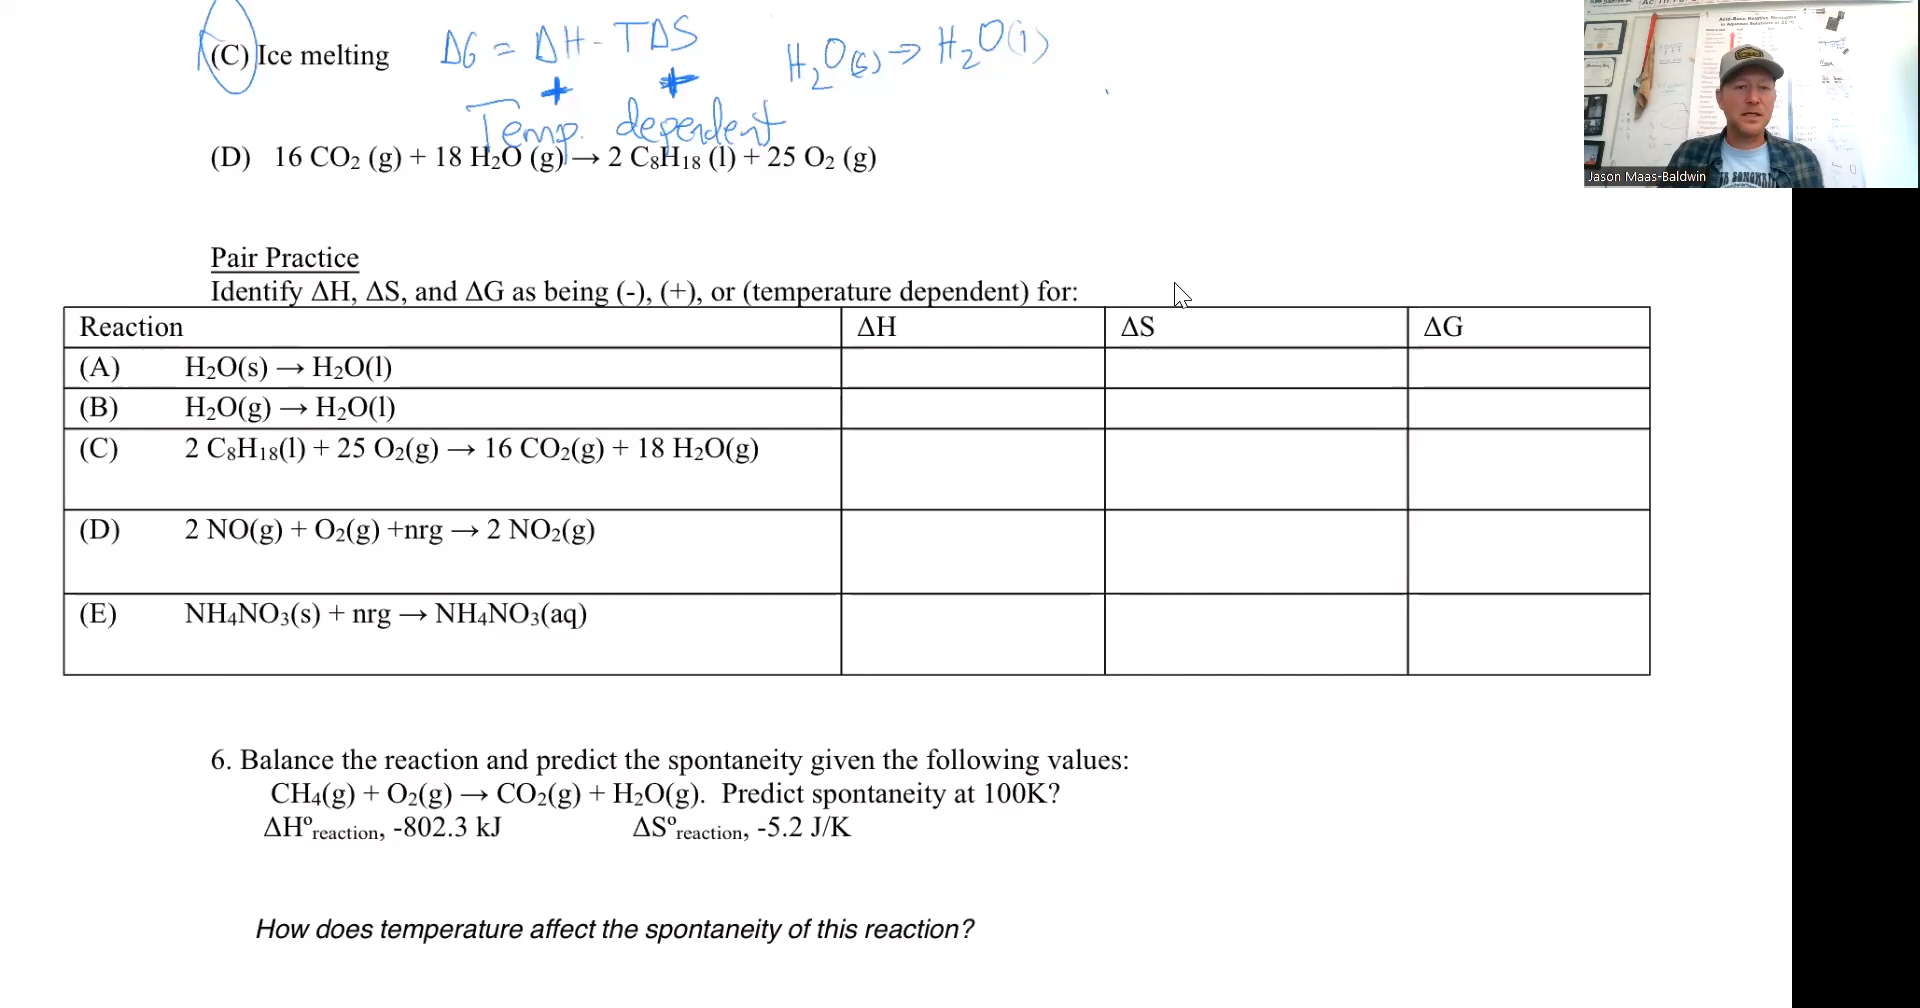 (C) Ice melting ΔG = ΔH - TΔS H₂O(s) → H₂O(l)
+ +
Temp. dependent
(D) 16 CO₂ (g) + 18 H₂O (g) → 2 C₈H₁₈ (l) + 25 O₂ (g)
Jason Maas-Baldwin
Pair Practice
Identify ΔH, ΔS, and ΔG as being (-), (+), or (temperature dependent) for:
Reaction ΔH ΔS ΔG
(A) H₂O(s) → H₂O(l)
(B) H₂O(g) → H₂O(l)
(C) 2 C₈H₁₈(l) + 25 O₂(g) → 16 CO₂(g) + 18 H₂O(g)
(D) 2 NO(g) + O₂(g) +nrg → 2 NO₂(g)
(E) NH₄NO₃(s) + nrg → NH₄NO₃(aq)
6. Balance the reaction and predict the spontaneity given the following values:
CH₄(g) + O₂(g) → CO₂(g) + H₂O(g). Predict spontaneity at 100K?
ΔH°reaction, -802.3 kJ ΔS°reaction, -5.2 J/K
How does temperature affect the spontaneity of this reaction?